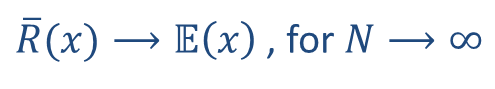 R̅(x) ⟶ 𝔼(x) , for N ⟶ ∞